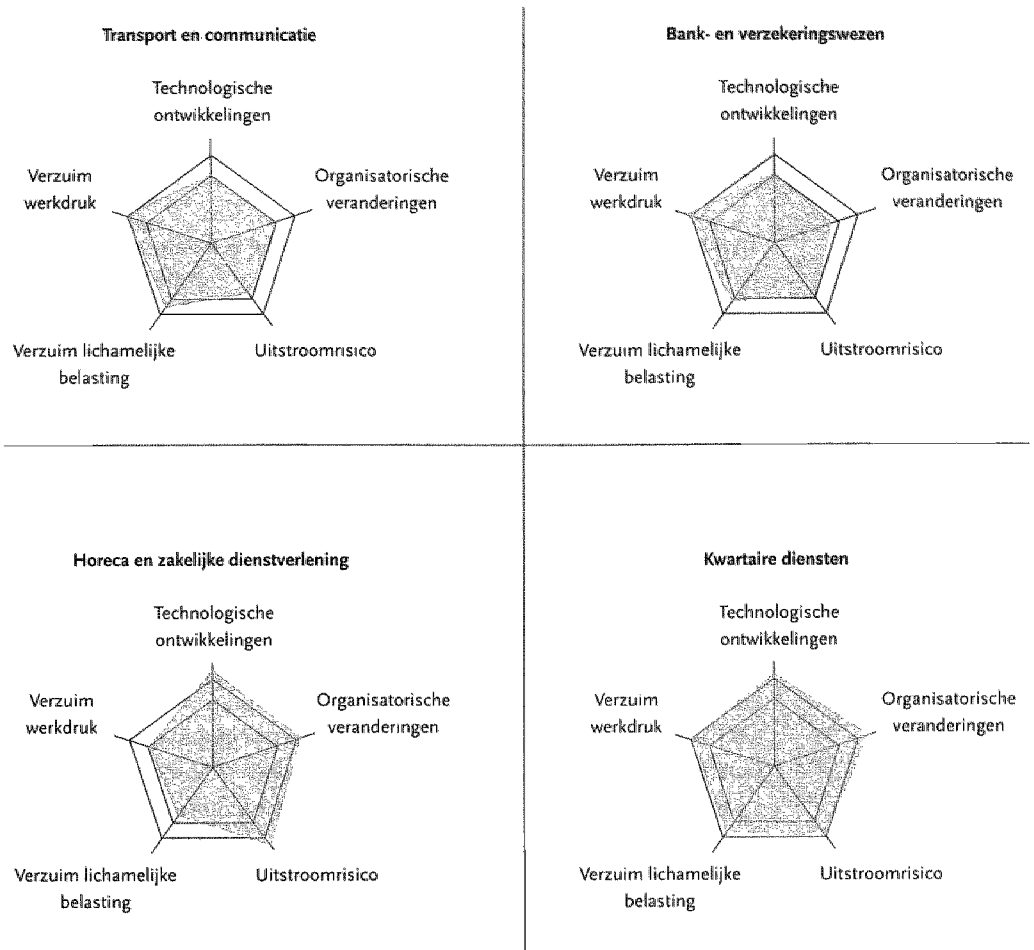 Transport en communicatie
Technologische
ontwikkelingen
Verzuim
werkdruk
Organisatorische
veranderingen
Verzuim lichamelijke
belasting
Uitstroomrisico
Bank- en verzekeringswezen
Technologische
ontwikkelingen
Verzuim
werkdruk
Organisatorische
veranderingen
Verzuim lichamelijke
belasting
Uitstroomrisico
Horeca en zakelijke dienstverlening
Technologische
ontwikkelingen
Verzuim
werkdruk
Organisatorische
veranderingen
Verzuim lichamelijke
belasting
Uitstroomrisico
Kwartaire diensten
Technologische
ontwikkelingen
Verzuim
werkdruk
Organisatorische
veranderingen
Verzuim lichamelijke
belasting
Uitstroomrisico